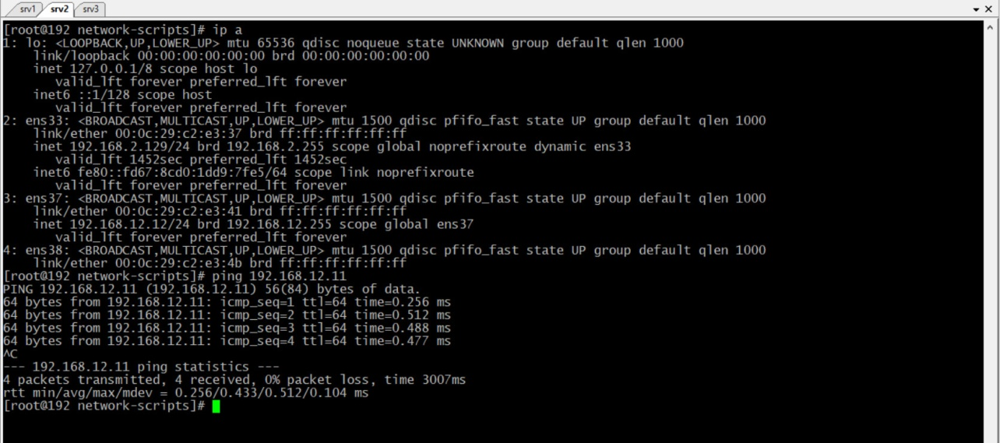 srv1 srv2 srv3
[root@192 network-scripts]# ip a
1: lo: <LOOPBACK,UP,LOWER_UP> mtu 65536 qdisc noqueue state UNKNOWN group default qlen 1000
    link/loopback 00:00:00:00:00:00 brd 00:00:00:00:00:00
    inet 127.0.0.1/8 scope host lo
       valid_lft forever preferred_lft forever
    inet6 ::1/128 scope host
       valid_lft forever preferred_lft forever
2: ens33: <BROADCAST,MULTICAST,UP,LOWER_UP> mtu 1500 qdisc pfifo_fast state UP group default qlen 1000
    link/ether 00:0c:29:c2:e3:37 brd ff:ff:ff:ff:ff:ff
    inet 192.168.2.129/24 brd 192.168.2.255 scope global noprefixroute dynamic ens33
       valid_lft 1452sec preferred_lft 1452sec
    inet6 fe80::fd67:8cd0:1dd9:7fe5/64 scope link noprefixroute
       valid_lft forever preferred_lft forever
3: ens37: <BROADCAST,MULTICAST,UP,LOWER_UP> mtu 1500 qdisc pfifo_fast state UP group default qlen 1000
    link/ether 00:0c:29:c2:e3:41 brd ff:ff:ff:ff:ff:ff
    inet 192.168.12.12/24 brd 192.168.12.255 scope global ens37
       valid_lft forever preferred_lft forever
4: ens38: <BROADCAST,MULTICAST,UP,LOWER_UP> mtu 1500 qdisc pfifo_fast state UP group default qlen 1000
    link/ether 00:0c:29:c2:e3:4b brd ff:ff:ff:ff:ff:ff
[root@192 network-scripts]# ping 192.168.12.11
PING 192.168.12.11 (192.168.12.11) 56(84) bytes of data.
64 bytes from 192.168.12.11: icmp_seq=1 ttl=64 time=0.256 ms
64 bytes from 192.168.12.11: icmp_seq=2 ttl=64 time=0.512 ms
64 bytes from 192.168.12.11: icmp_seq=3 ttl=64 time=0.488 ms
64 bytes from 192.168.12.11: icmp_seq=4 ttl=64 time=0.477 ms
^C
--- 192.168.12.11 ping statistics ---
4 packets transmitted, 4 received, 0% packet loss, time 3007ms
rtt min/avg/max/mdev = 0.256/0.433/0.512/0.104 ms
[root@192 network-scripts]#